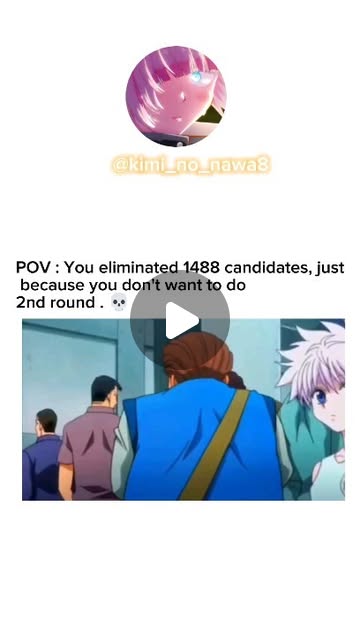 @kimi_no_nawa8
POV : You eliminated 1488 candidates, just
because you don't want to do
2nd round . 💀